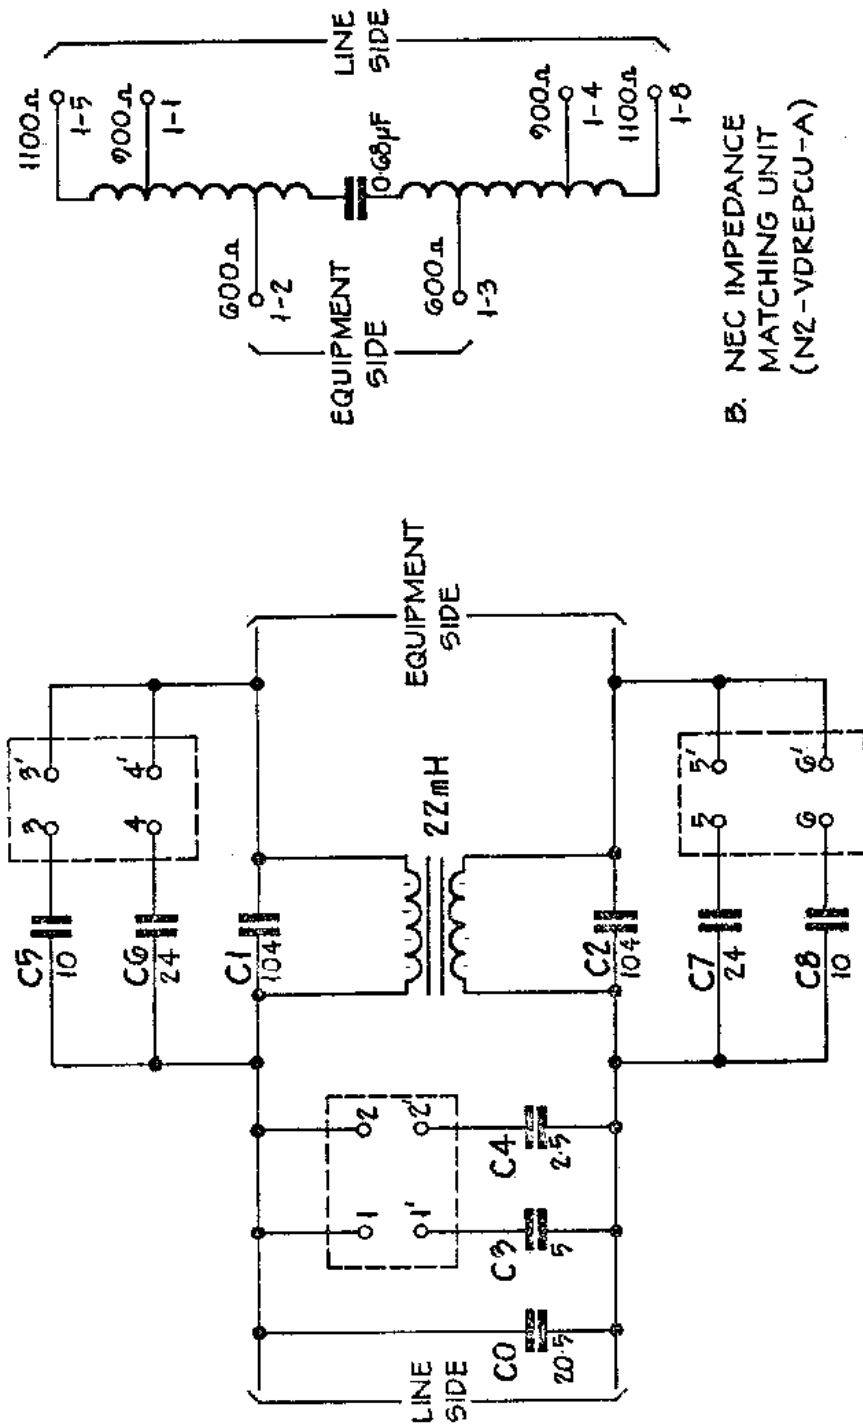 LINE
SIDE
C0
20.5
C3
5
C4
2.5
1
1'
2
2'
C5
10
C6
24
C1
104
3
3'
4
4'
22mH
C2
104
C7
24
C8
10
5
5'
6
6'
EQUIPMENT
SIDE
EQUIPMENT
SIDE
600Ω
1-2
600Ω
1-3
0.68µF
1100Ω
1-5
900Ω
1-1
900Ω
1-4
1100Ω
1-8
LINE
SIDE
B. NEC IMPEDANCE
MATCHING UNIT
(N2-VDREPCU-A)